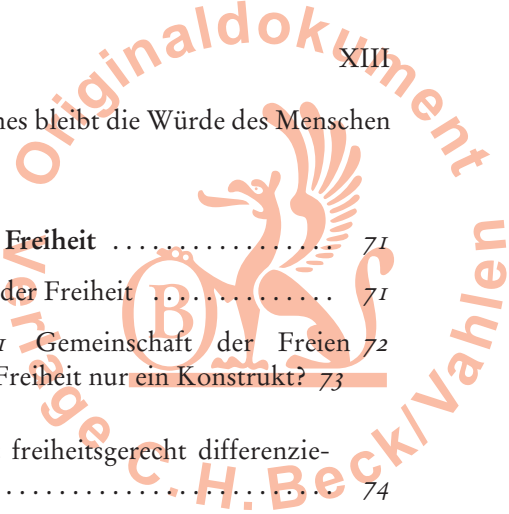 XIII
nes bleibt die Würde des Menschen
Freiheit .................. 71
der Freiheit ............... 71
Gemeinschaft der Freien 72
Freiheit nur ein Konstrukt? 73
freiheitsgerecht differenzie-
........................... 74
Originaldokument
Verlage C.H.Beck/Vahlen
B